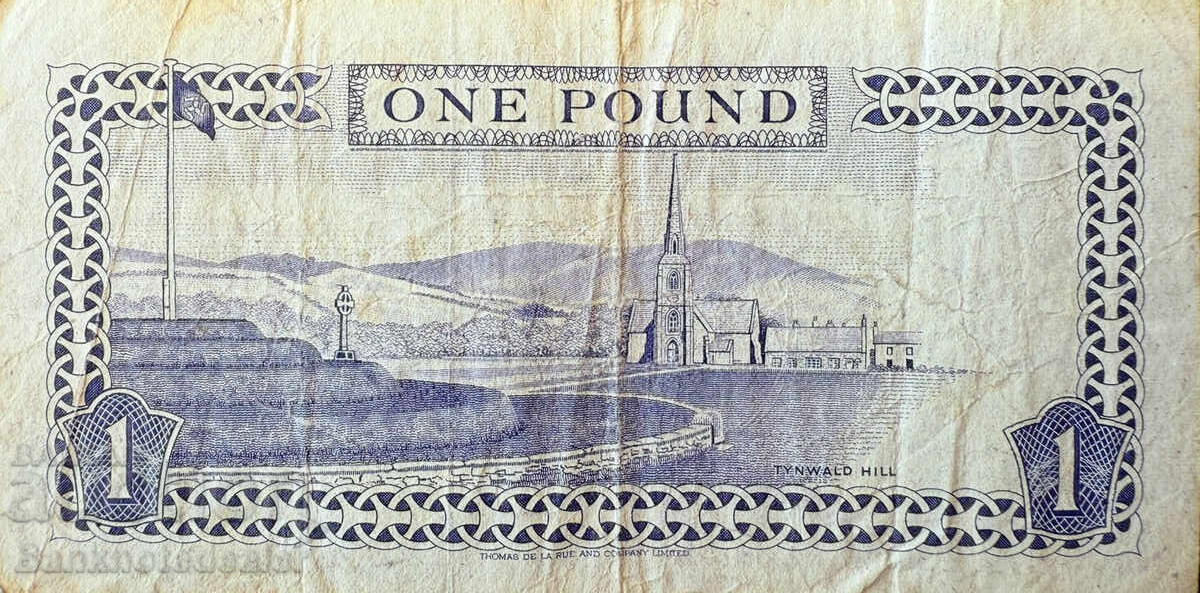 ONE POUND
TYNWALD HILL
1
1
THOMAS DE LA RUE AND COMPANY LIMITED